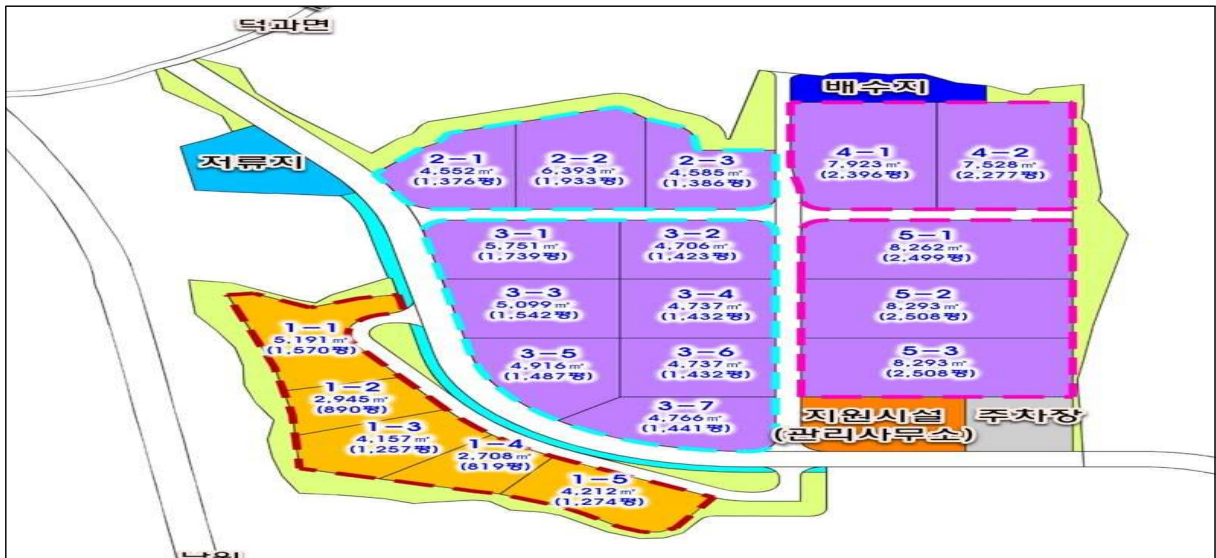 덕과면
배수지
저류지
2-1
4,552㎡
(1,376평)
2-2
6,393㎡
(1,933평)
2-3
4,585㎡
(1,386평)
4-1
7,923㎡
(2,396평)
4-2
7,528㎡
(2,277평)
3-1
5,751㎡
(1,739평)
3-2
4,706㎡
(1,423평)
5-1
8,262㎡
(2,499평)
3-3
5,099㎡
(1,542평)
3-4
4,737㎡
(1,432평)
5-2
8,293㎡
(2,508평)
1-1
5,191㎡
(1,570평)
3-5
4,916㎡
(1,487평)
3-6
4,737㎡
(1,432평)
5-3
8,293㎡
(2,508평)
1-2
2,945㎡
(890평)
3-7
4,766㎡
(1,441평)
지원시설
(관리사무소)
주차장
1-3
4,157㎡
(1,257평)
1-4
2,708㎡
(819평)
1-5
4,212㎡
(1,274평)